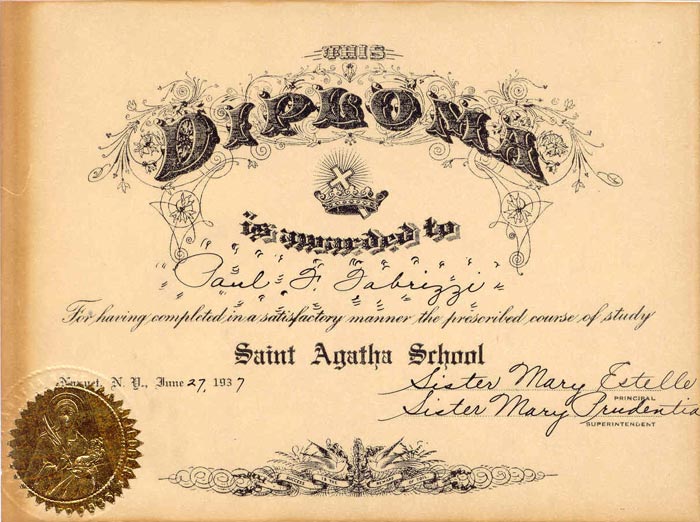 THIS
DIPLOMA
is awarded to
Paul F. Fabrizzi
For having completed in a satisfactory manner the prescribed course of study
Saint Agatha School
Nanuet, N. Y., June 27, 1937
Sister Mary Estelle
PRINCIPAL
Sister Mary Prudentia
SUPERINTENDENT